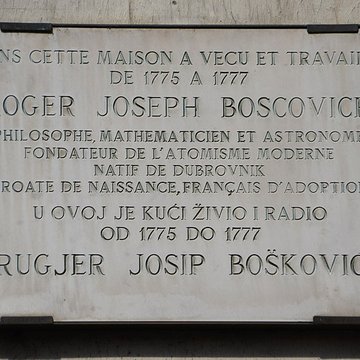 NS CETTE MAISON A VECU ET TRAVAI
DE 1775 A 1777
OGER JOSEPH BOSCOVIC
PHILOSOPHE, MATHEMATICIEN ET ASTRONOME
FONDATEUR DE L'ATOMISME MODERNE
NATIF DE DUBROVNIK
ROATE DE NAISSANCE, FRANÇAIS D'ADOPTIO
U OVOJ JE KUĆI ŽIVIO I RADIO
OD 1775 DO 1777
RUGJER JOSIP BOŠKOVIC